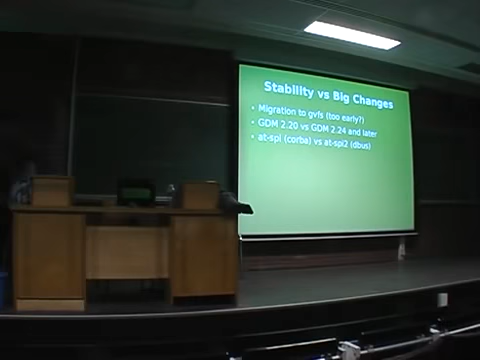 Stability vs Big Changes
• Migration to gvfs (too early?)
• GDM 2.20 vs GDM 2.24 and later
• at-spi (corba) vs at-spi2 (dbus)